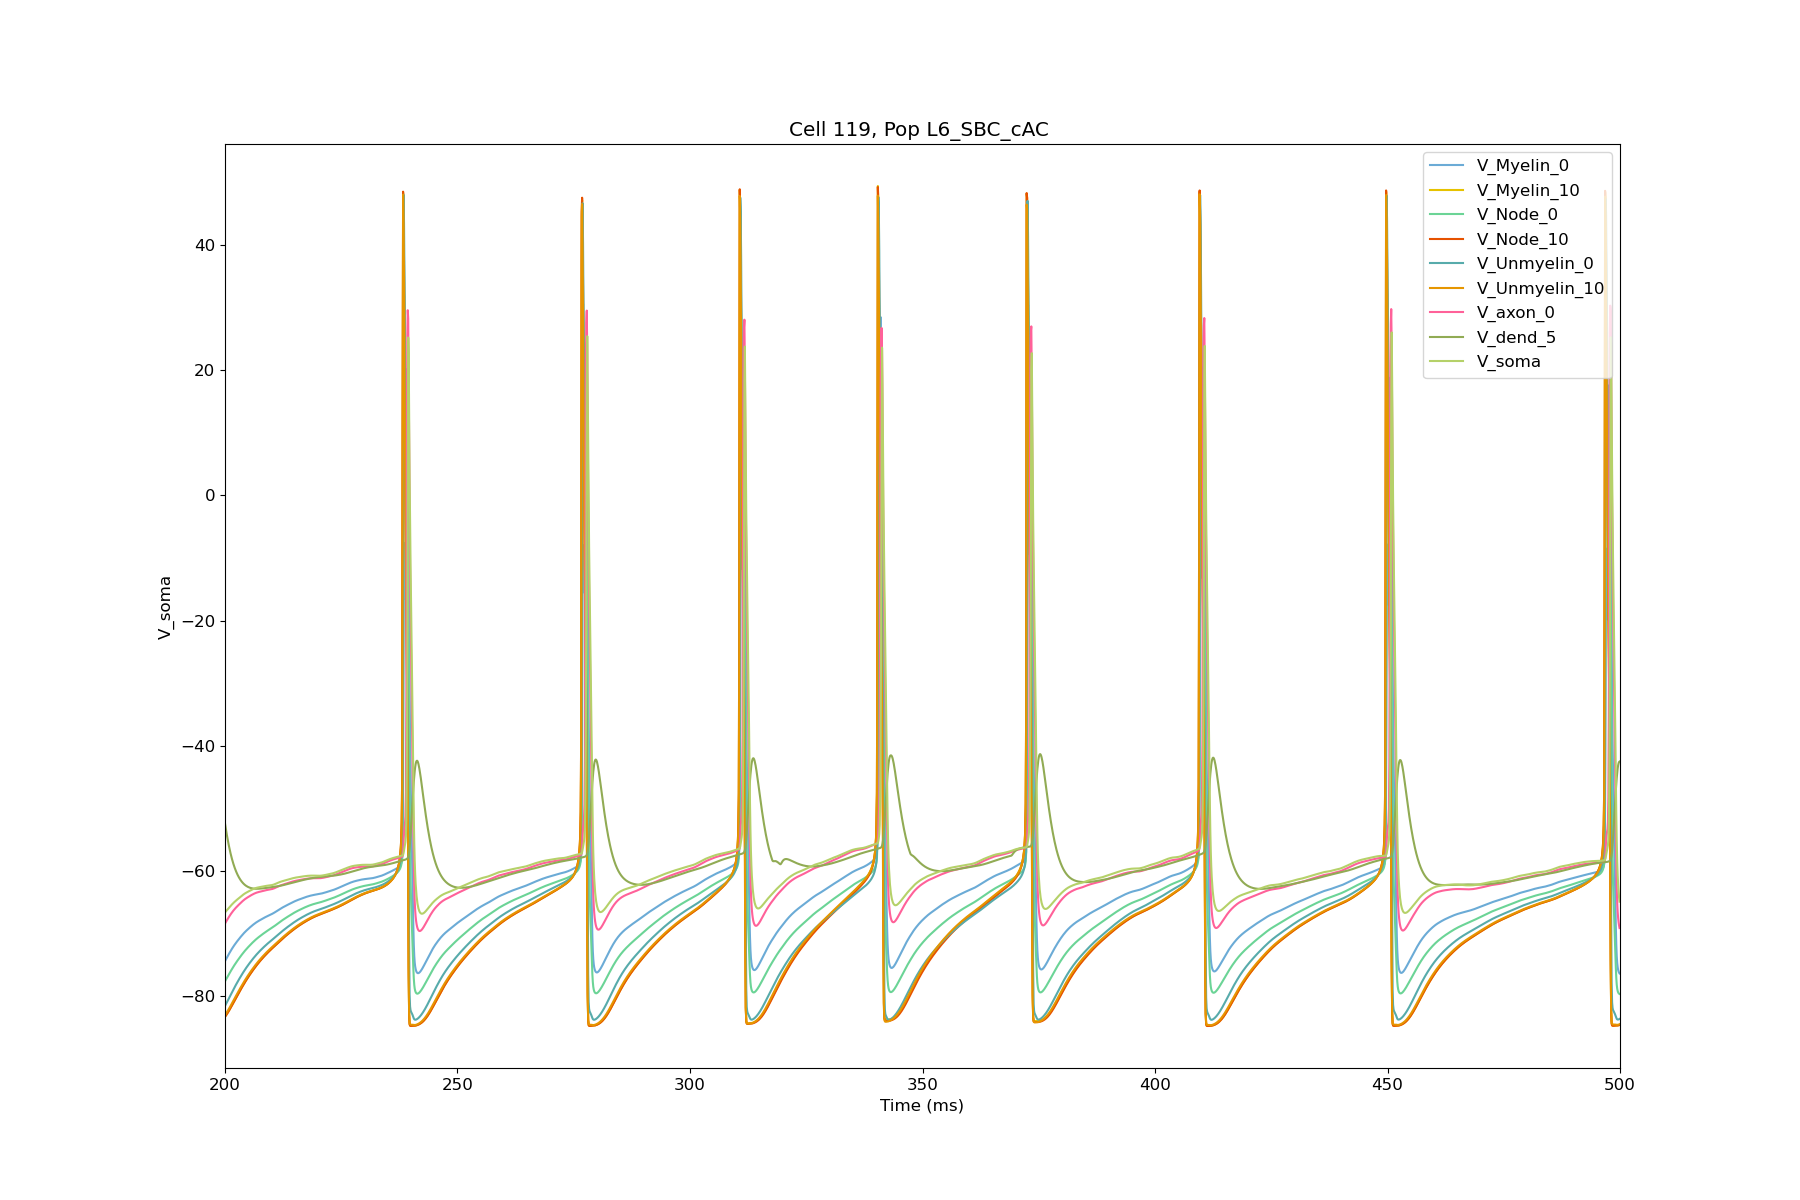 Cell 119, Pop L6_SBC_cAC
V_Myelin_0
V_Myelin_10
V_Node_0
V_Node_10
V_Unmyelin_0
V_Unmyelin_10
V_axon_0
V_dend_5
V_soma
40
20
0
−20
−40
−60
−80
V_soma
200
250
300
350
400
450
500
Time (ms)